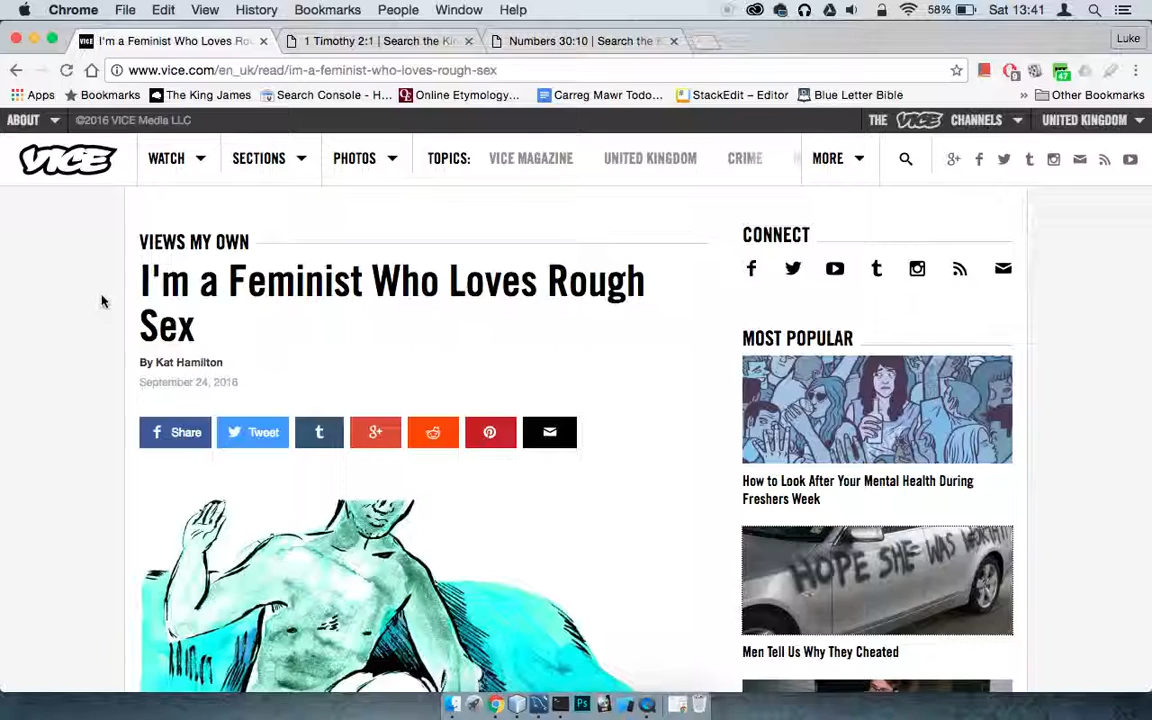 Chrome File Edit View History Bookmarks People Window Help 58% Sat 13:41
I'm a Feminist Who Loves Ro 1 Timothy 2:1 | Search the Kin Numbers 30:10 | Search the Luke
www.vice.com/en_uk/read/im-a-feminist-who-loves-rough-sex 9 47
Apps Bookmarks The King James Search Console - H... Online Etymology... Carreg Mawr Todo... StackEdit – Editor Blue Letter Bible » Other Bookmarks
ABOUT ©2016 VICE Media LLC THE VICE CHANNELS UNITED KINGDOM
VICE WATCH SECTIONS PHOTOS TOPICS: VICE MAGAZINE UNITED KINGDOM CRIME MORE
VIEWS MY OWN
I'm a Feminist Who Loves Rough
Sex
By Kat Hamilton
September 24, 2016
Share Tweet
CONNECT
MOST POPULAR
How to Look After Your Mental Health During
Freshers Week
HOPE SHE WAS WORTH IT
Men Tell Us Why They Cheated